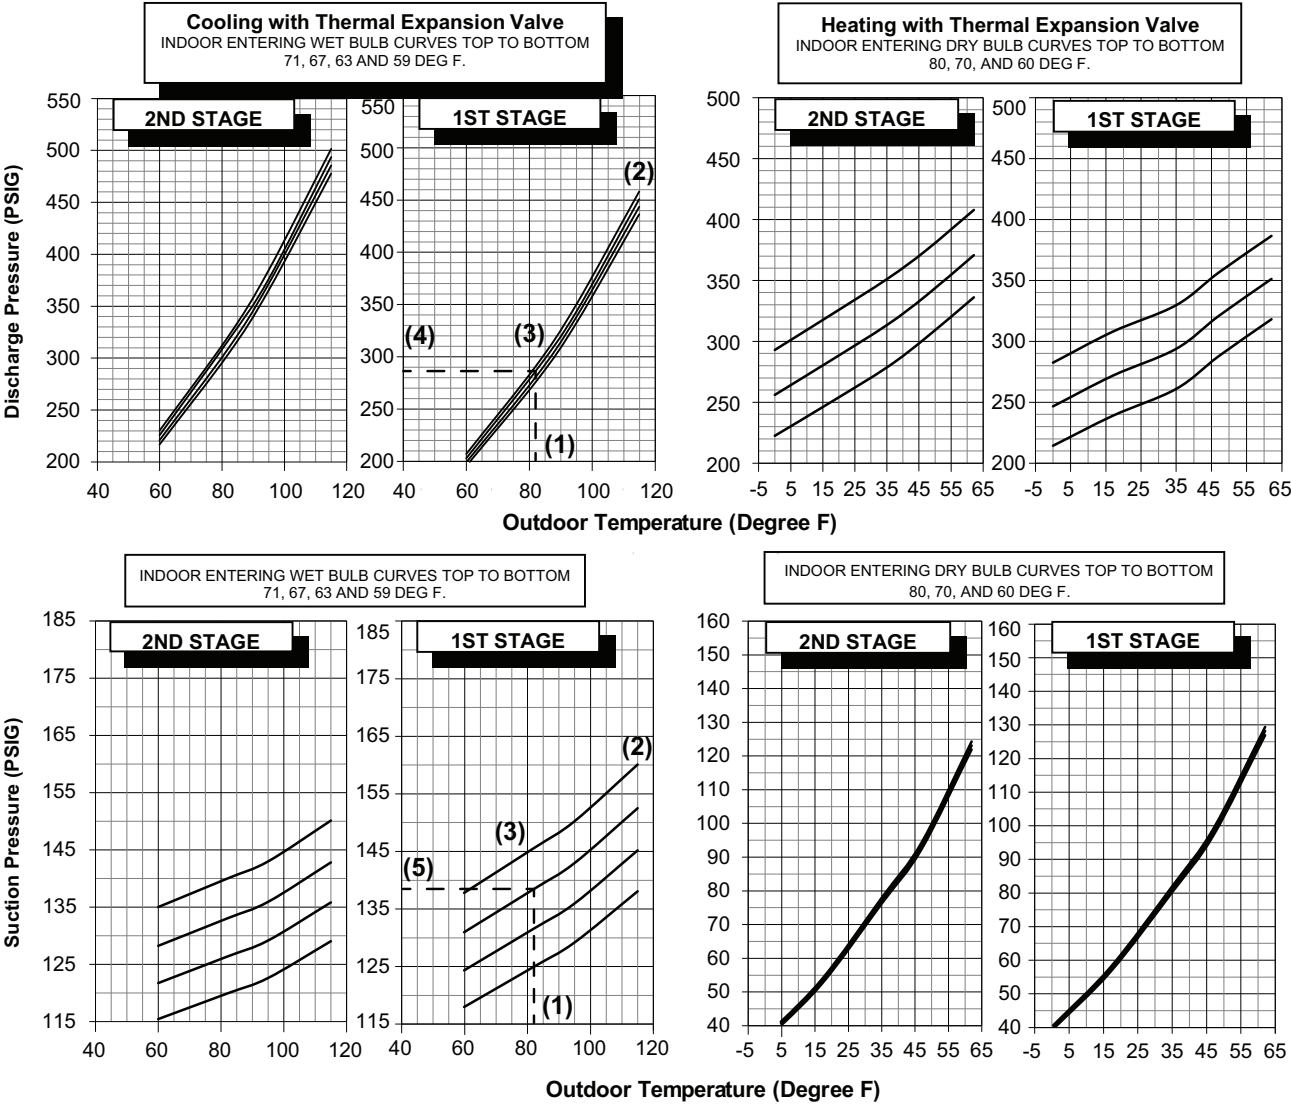 Cooling with Thermal Expansion Valve
INDOOR ENTERING WET BULB CURVES TOP TO BOTTOM
71, 67, 63 AND 59 DEG F.
Heating with Thermal Expansion Valve
INDOOR ENTERING DRY BULB CURVES TOP TO BOTTOM
80, 70, AND 60 DEG F.
Discharge Pressure (PSIG)
2ND STAGE
550
500
450
400
350
300
250
200
40 60 80 100 120
1ST STAGE
550
500
450
400
350
300
250
200
(2)
(4)
(3)
(1)
40 60 80 100 120
2ND STAGE
500
450
400
350
300
250
200
-5 5 15 25 35 45 55 65
1ST STAGE
500
450
400
350
300
250
200
-5 5 15 25 35 45 55 65
Outdoor Temperature (Degree F)
INDOOR ENTERING WET BULB CURVES TOP TO BOTTOM
71, 67, 63 AND 59 DEG F.
INDOOR ENTERING DRY BULB CURVES TOP TO BOTTOM
80, 70, AND 60 DEG F.
Suction Pressure (PSIG)
2ND STAGE
185
175
165
155
145
135
125
115
40 60 80 100 120
1ST STAGE
185
175
165
155
145
135
125
115
(2)
(3)
(5)
(1)
40 60 80 100 120
2ND STAGE
160
150
140
130
120
110
100
90
80
70
60
50
40
-5 5 15 25 35 45 55 65
1ST STAGE
160
150
140
130
120
110
100
90
80
70
60
50
40
-5 5 15 25 35 45 55 65
Outdoor Temperature (Degree F)